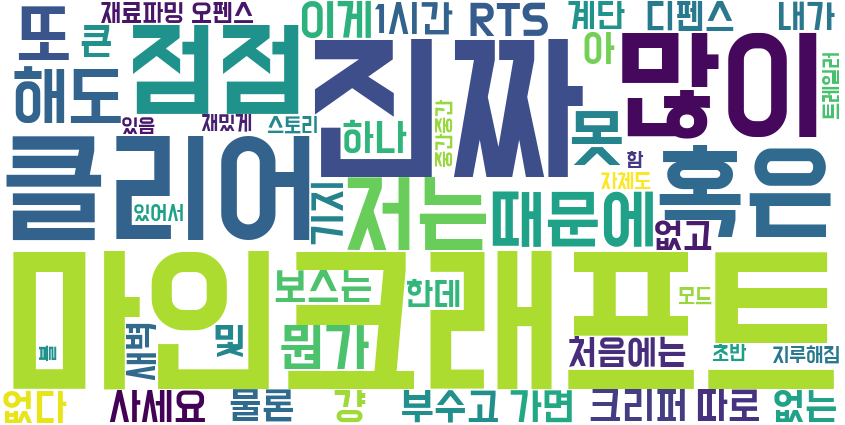 재료파밍 오펜스 이게 1시간 RTS 계단 디펜스 내가
또 큰 점점 진짜 많이 아 트레일러
해도 있음 재밌게 스토리 하나 중간중간 못 함
클리어 있어서 기지 저는 때문에 자체도 혹은 없고
마인크래프트
보스는 한데 모드
새벽 및 뭔가 처음에는 초반 지루해짐
없다 사세요 물론 걍 부수고 가면 크리퍼 따로 없는